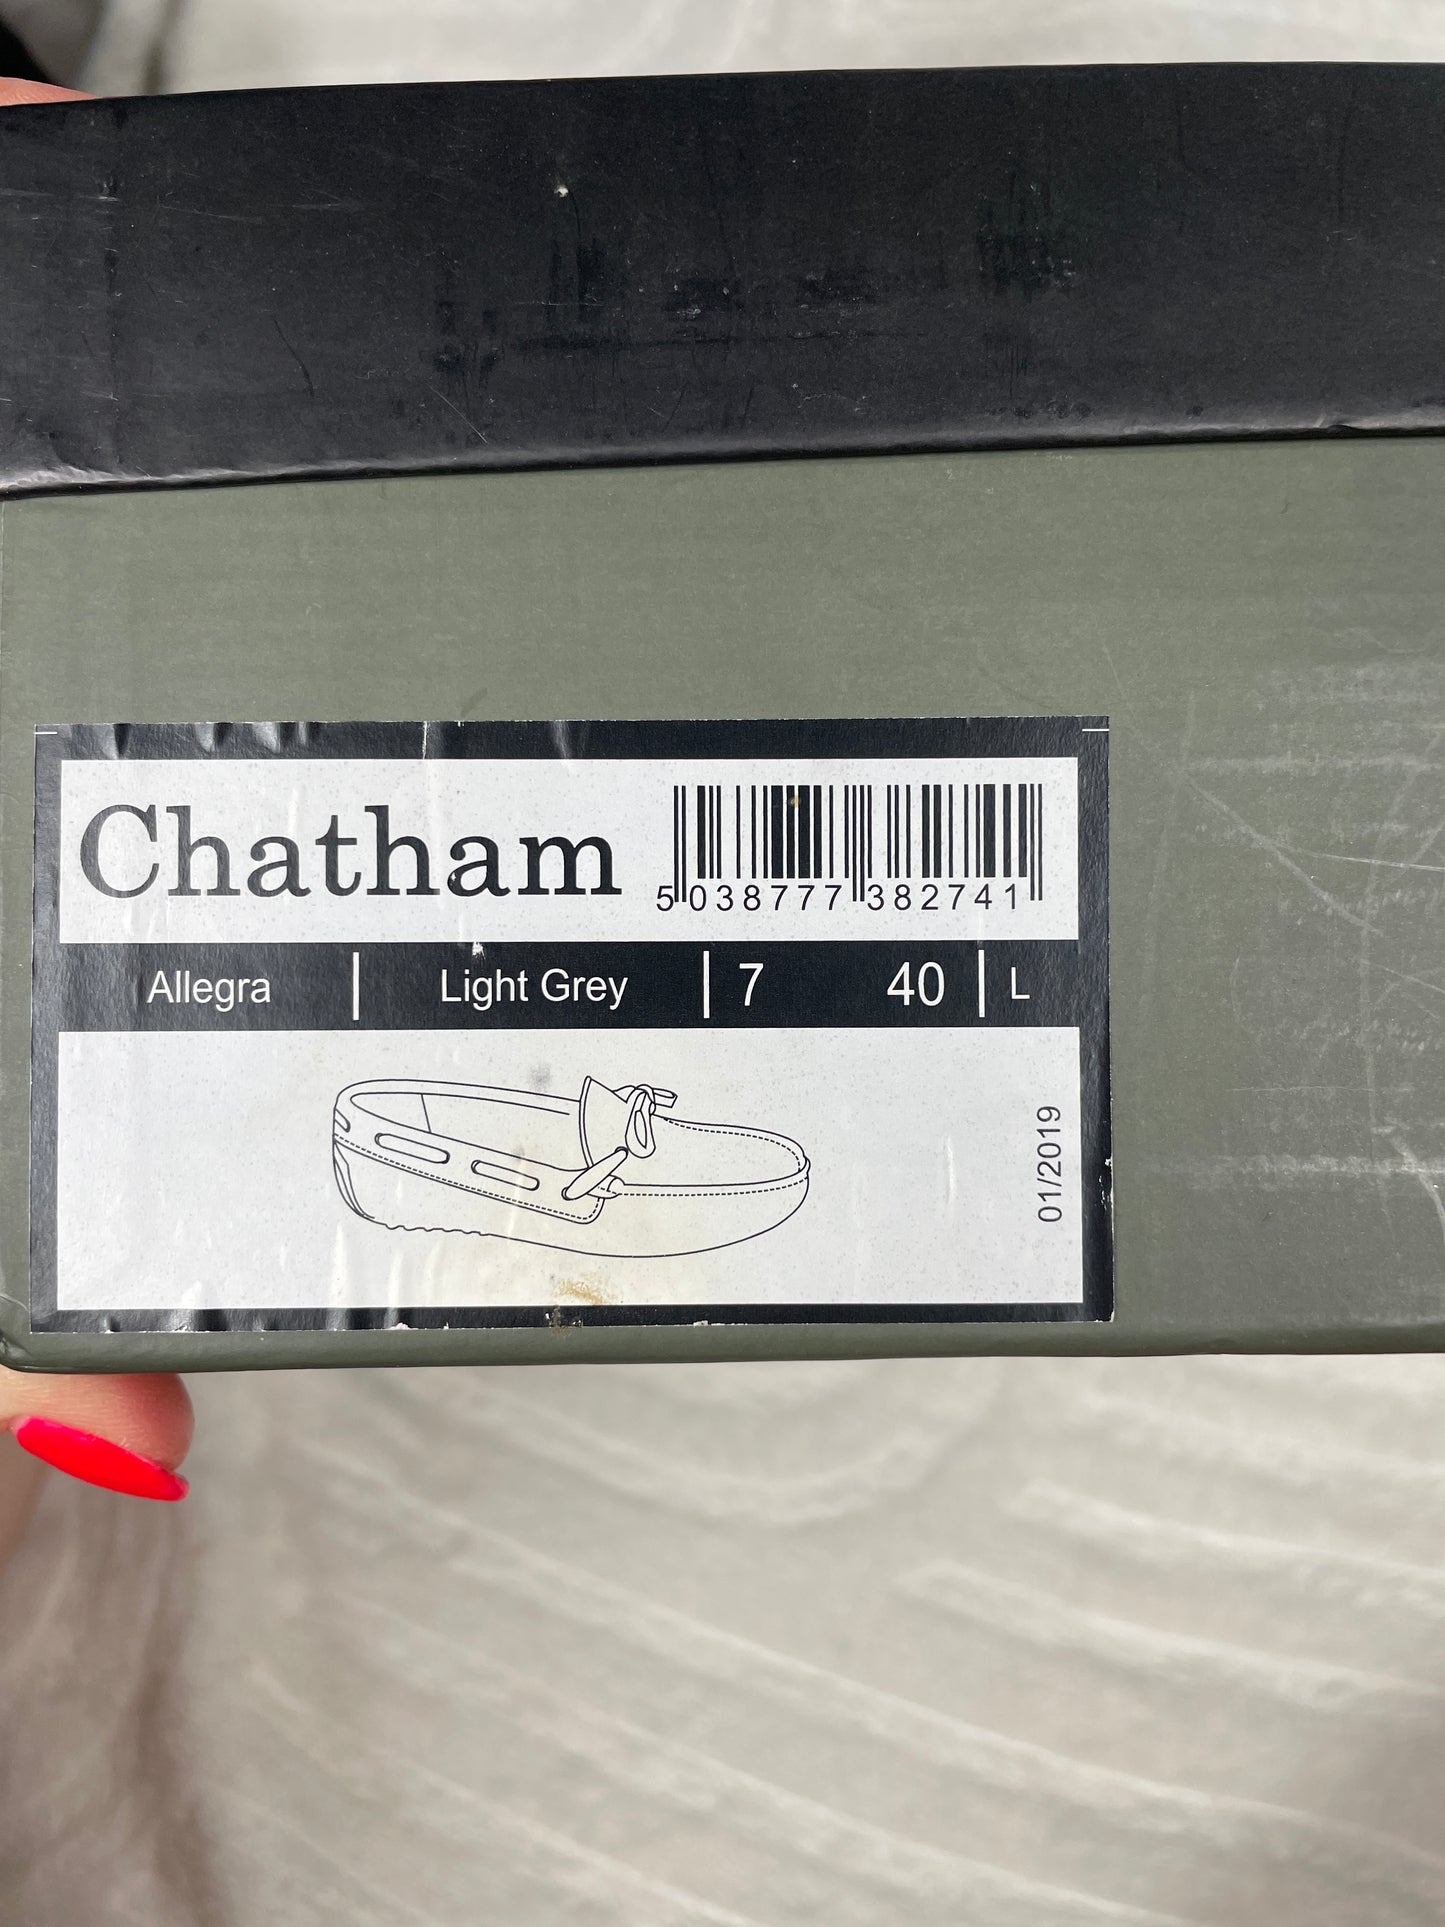 Chatham
5 038777 382741
Allegra | Light Grey | 7 40 | L
01/2019